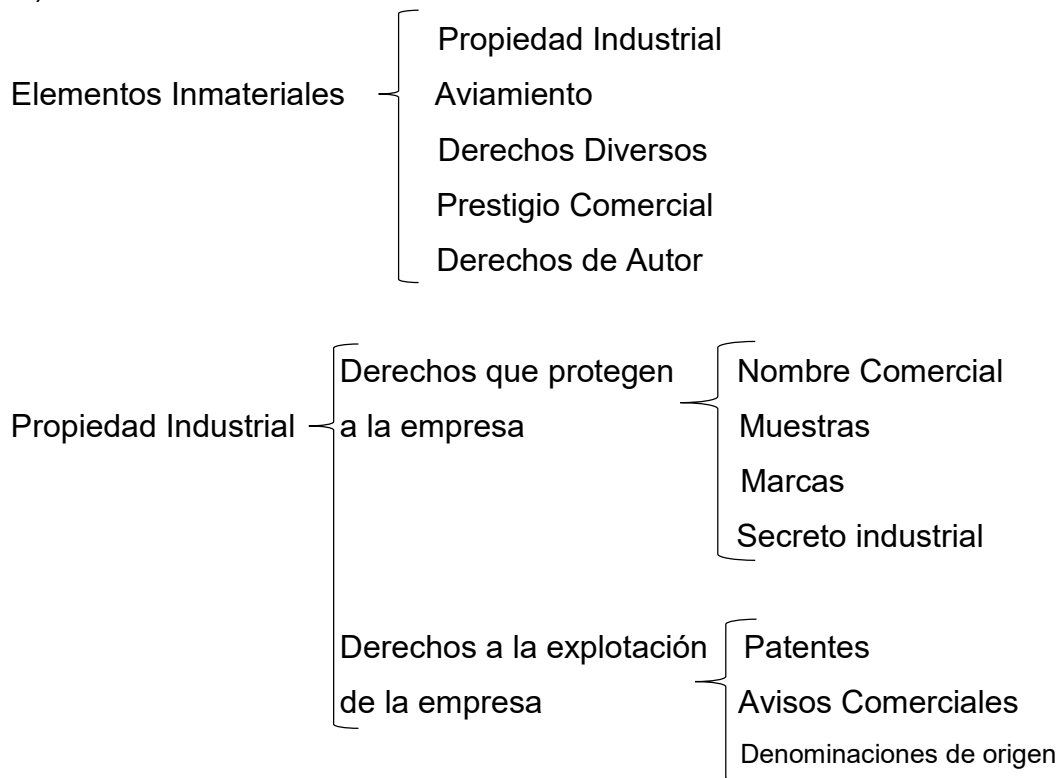 Propiedad Industrial
Elementos Inmateriales Aviamiento
Derechos Diversos
Prestigio Comercial
Derechos de Autor
Derechos que protegen Nombre Comercial
Propiedad Industrial a la empresa Muestras
Marcas
Secreto industrial
Derechos a la explotación Patentes
de la empresa Avisos Comerciales
Denominaciones de origen